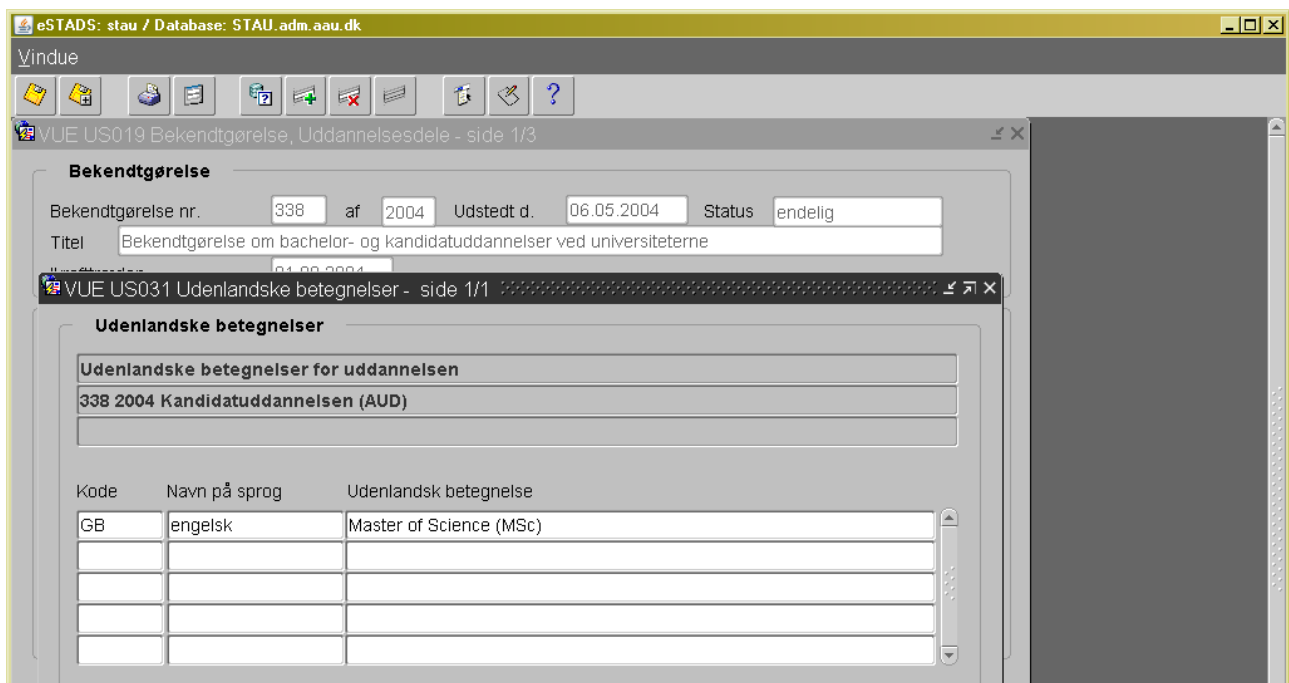 eSTADS: stau / Database: STAU.adm.aau.dk
Vindue
VUE US019 Bekendtgørelse, Uddannelsesdele - side 1/3
Bekendtgørelse
Bekendtgørelse nr. 338 af 2004 Udstedt d. 06.05.2004 Status endelig
Titel Bekendtgørelse om bachelor- og kandidatuddannelser ved universiteterne
VUE US031 Udenlandske betegnelser - side 1/1
Udenlandske betegnelser
Udenlandske betegnelser for uddannelsen
338 2004 Kandidatuddannelsen (AUD)
Kode Navn på sprog Udenlandsk betegnelse
GB engelsk Master of Science (MSc)